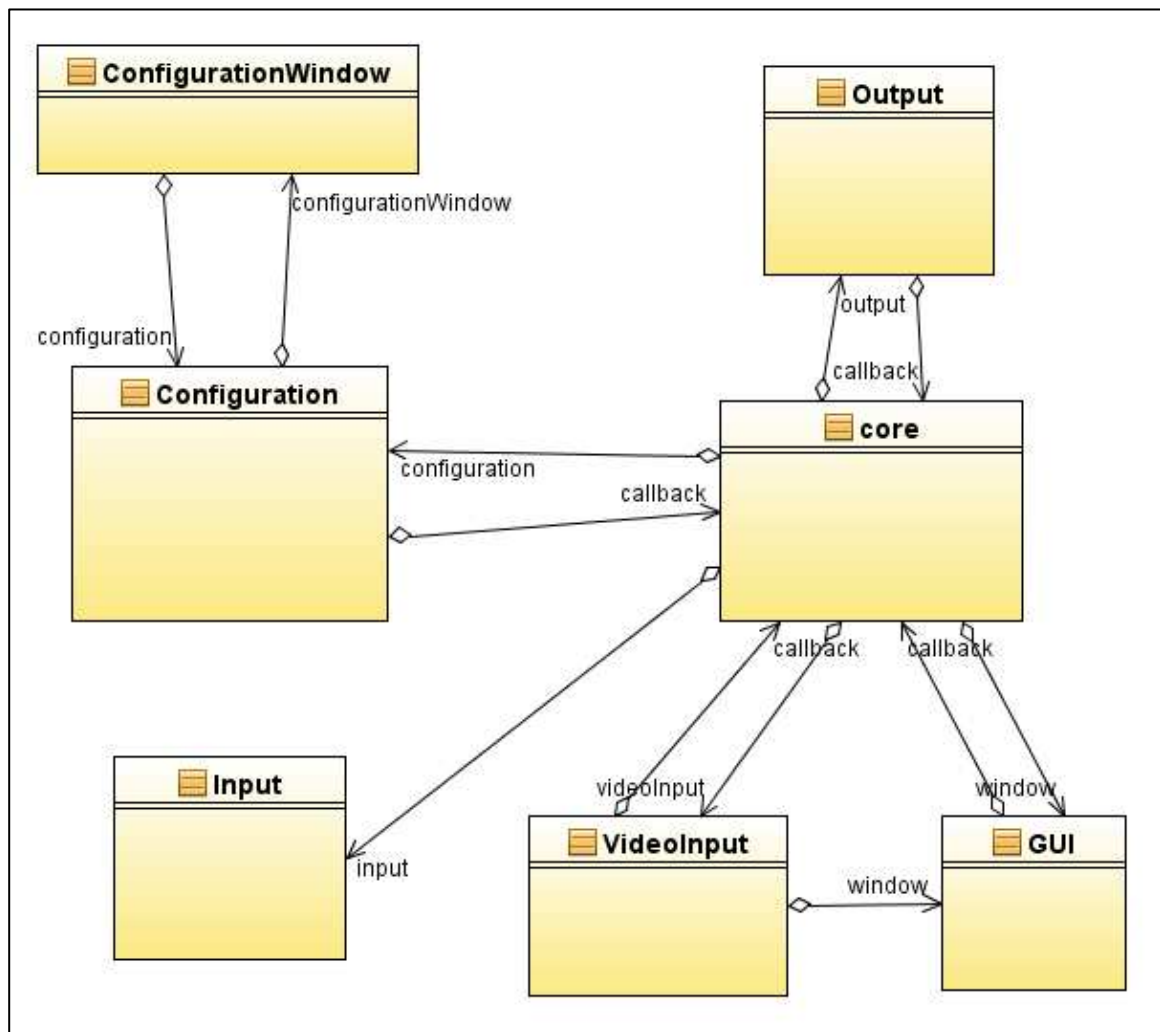 ConfigurationWindow
Output
configurationWindow
output
configuration
callback
Configuration
core
configuration
callback
callback
callback
Input
videoInput
window
VideoInput
GUI
input
window